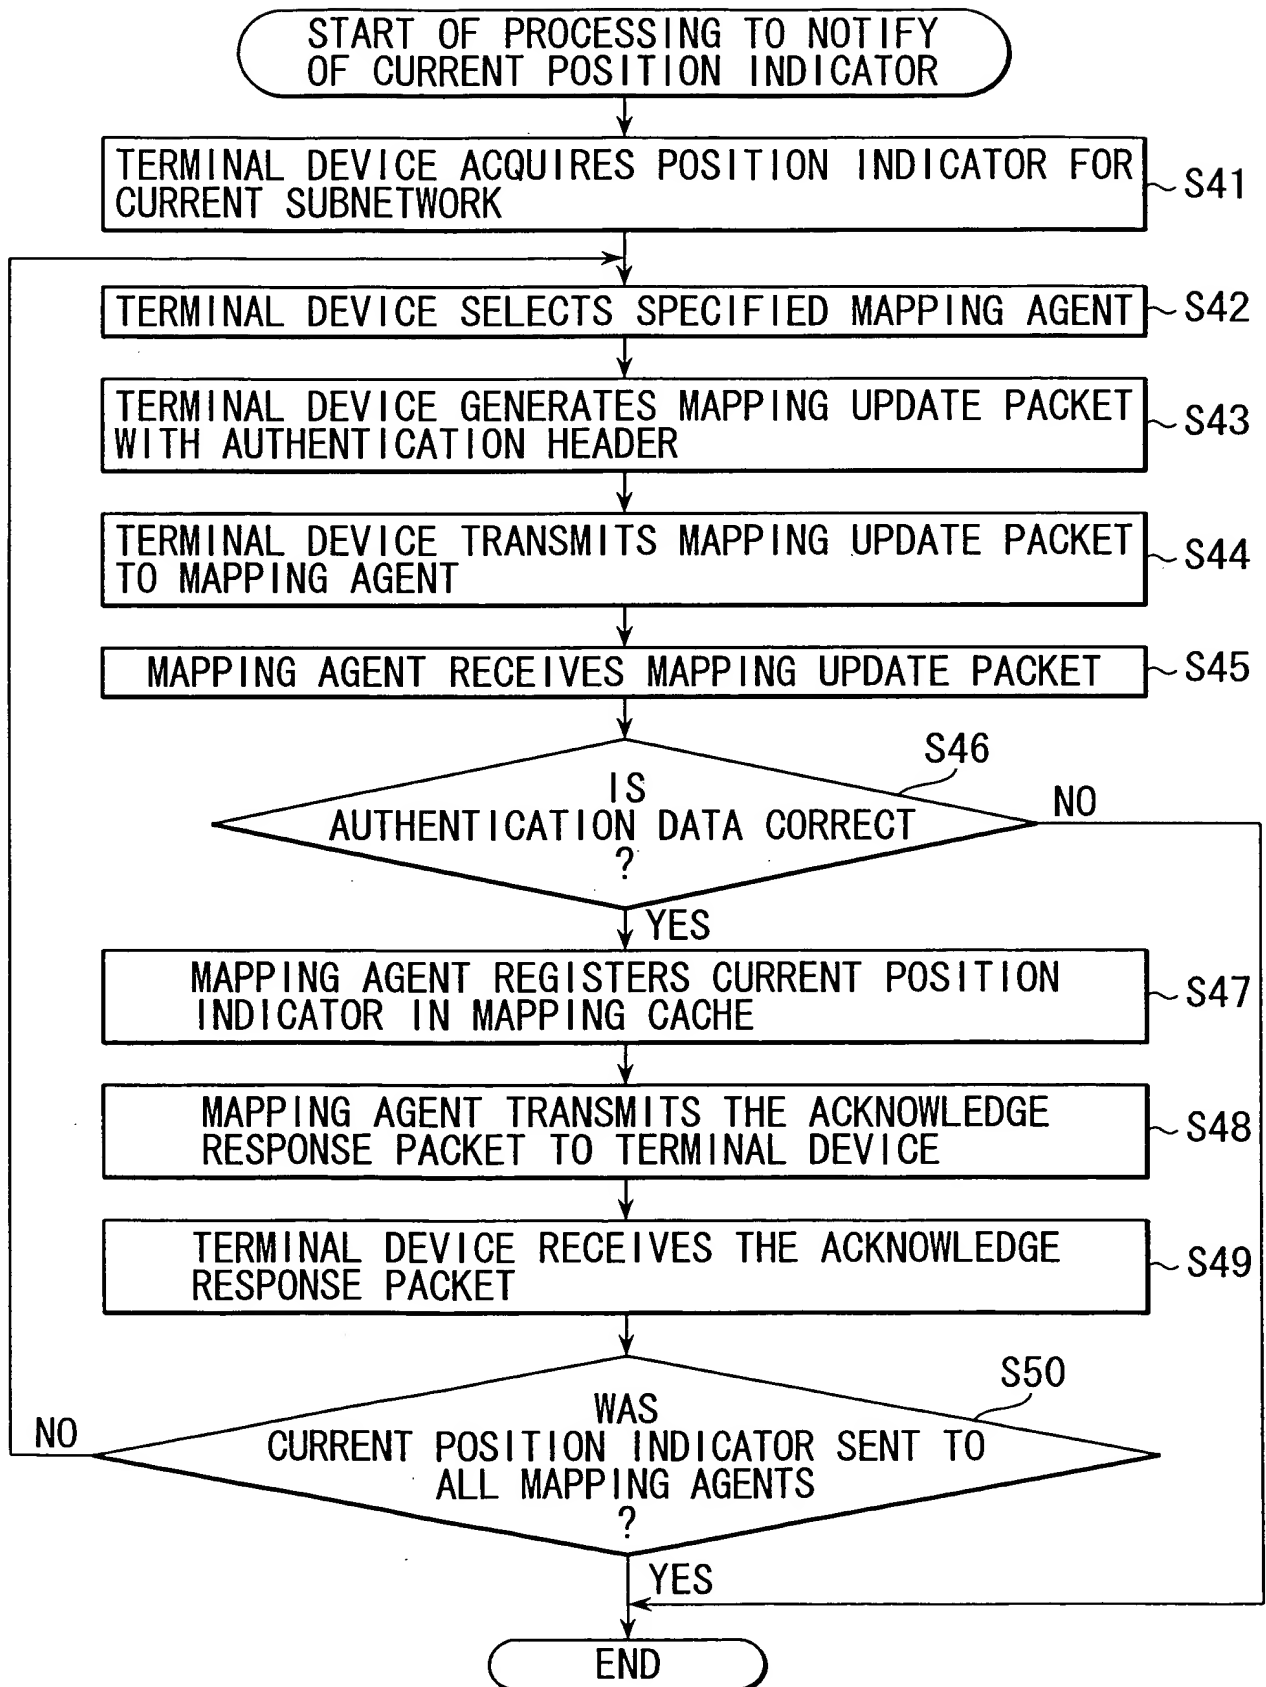 START OF PROCESSING TO NOTIFY
OF CURRENT POSITION INDICATOR
TERMINAL DEVICE ACQUIRES POSITION INDICATOR FOR
CURRENT SUBNETWORK
S41
TERMINAL DEVICE SELECTS SPECIFIED MAPPING AGENT
S42
TERMINAL DEVICE GENERATES MAPPING UPDATE PACKET
WITH AUTHENTICATION HEADER
S43
TERMINAL DEVICE TRANSMITS MAPPING UPDATE PACKET
TO MAPPING AGENT
S44
MAPPING AGENT RECEIVES MAPPING UPDATE PACKET
S45
S46
IS
AUTHENTICATION DATA CORRECT
?
NO
YES
MAPPING AGENT REGISTERS CURRENT POSITION
INDICATOR IN MAPPING CACHE
S47
MAPPING AGENT TRANSMITS THE ACKNOWLEDGE
RESPONSE PACKET TO TERMINAL DEVICE
S48
TERMINAL DEVICE RECEIVES THE ACKNOWLEDGE
RESPONSE PACKET
S49
S50
WAS
CURRENT POSITION INDICATOR SENT TO
ALL MAPPING AGENTS
?
NO
YES
END